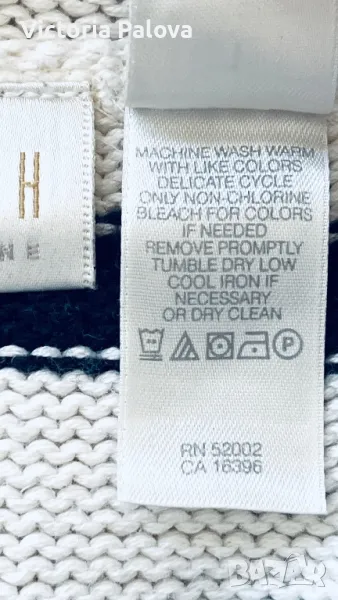 Victoria Palova
H
N E
MACHINE WASH WARM
WITH LIKE COLORS
DELICATE CYCLE
ONLY NON-CHLORINE
BLEACH FOR COLORS
IF NEEDED
REMOVE PROMPTLY
TUMBLE DRY LOW
COOL IRON IF
NECESSARY
OR DRY CLEAN
P
RN 52002
CA 16396
BAZAR